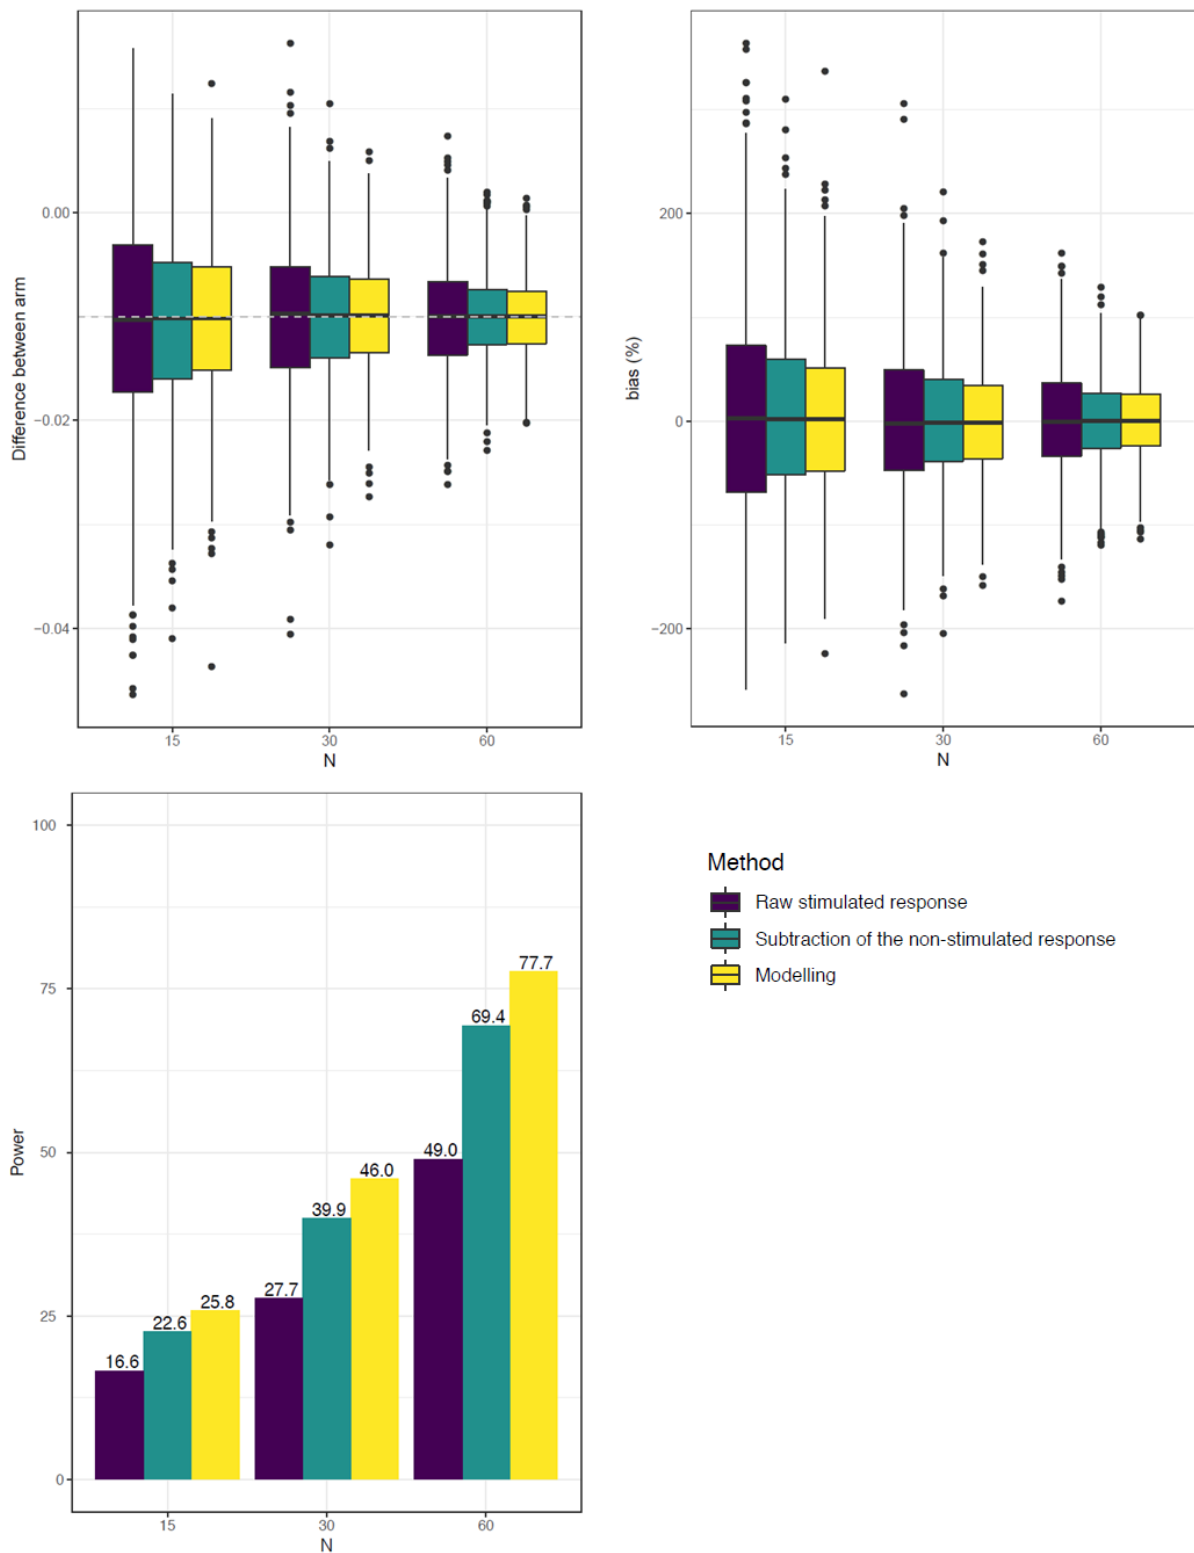 Difference between arm
0.00
−0.02
−0.04
15
30
60
N
bias (%)
200
0
−200
15
30
60
N
Power
100
75
50
25
0
16.6
22.6
25.8
27.7
39.9
46.0
49.0
69.4
77.7
15
30
60
N
Method
Raw stimulated response
Subtraction of the non-stimulated response
Modelling